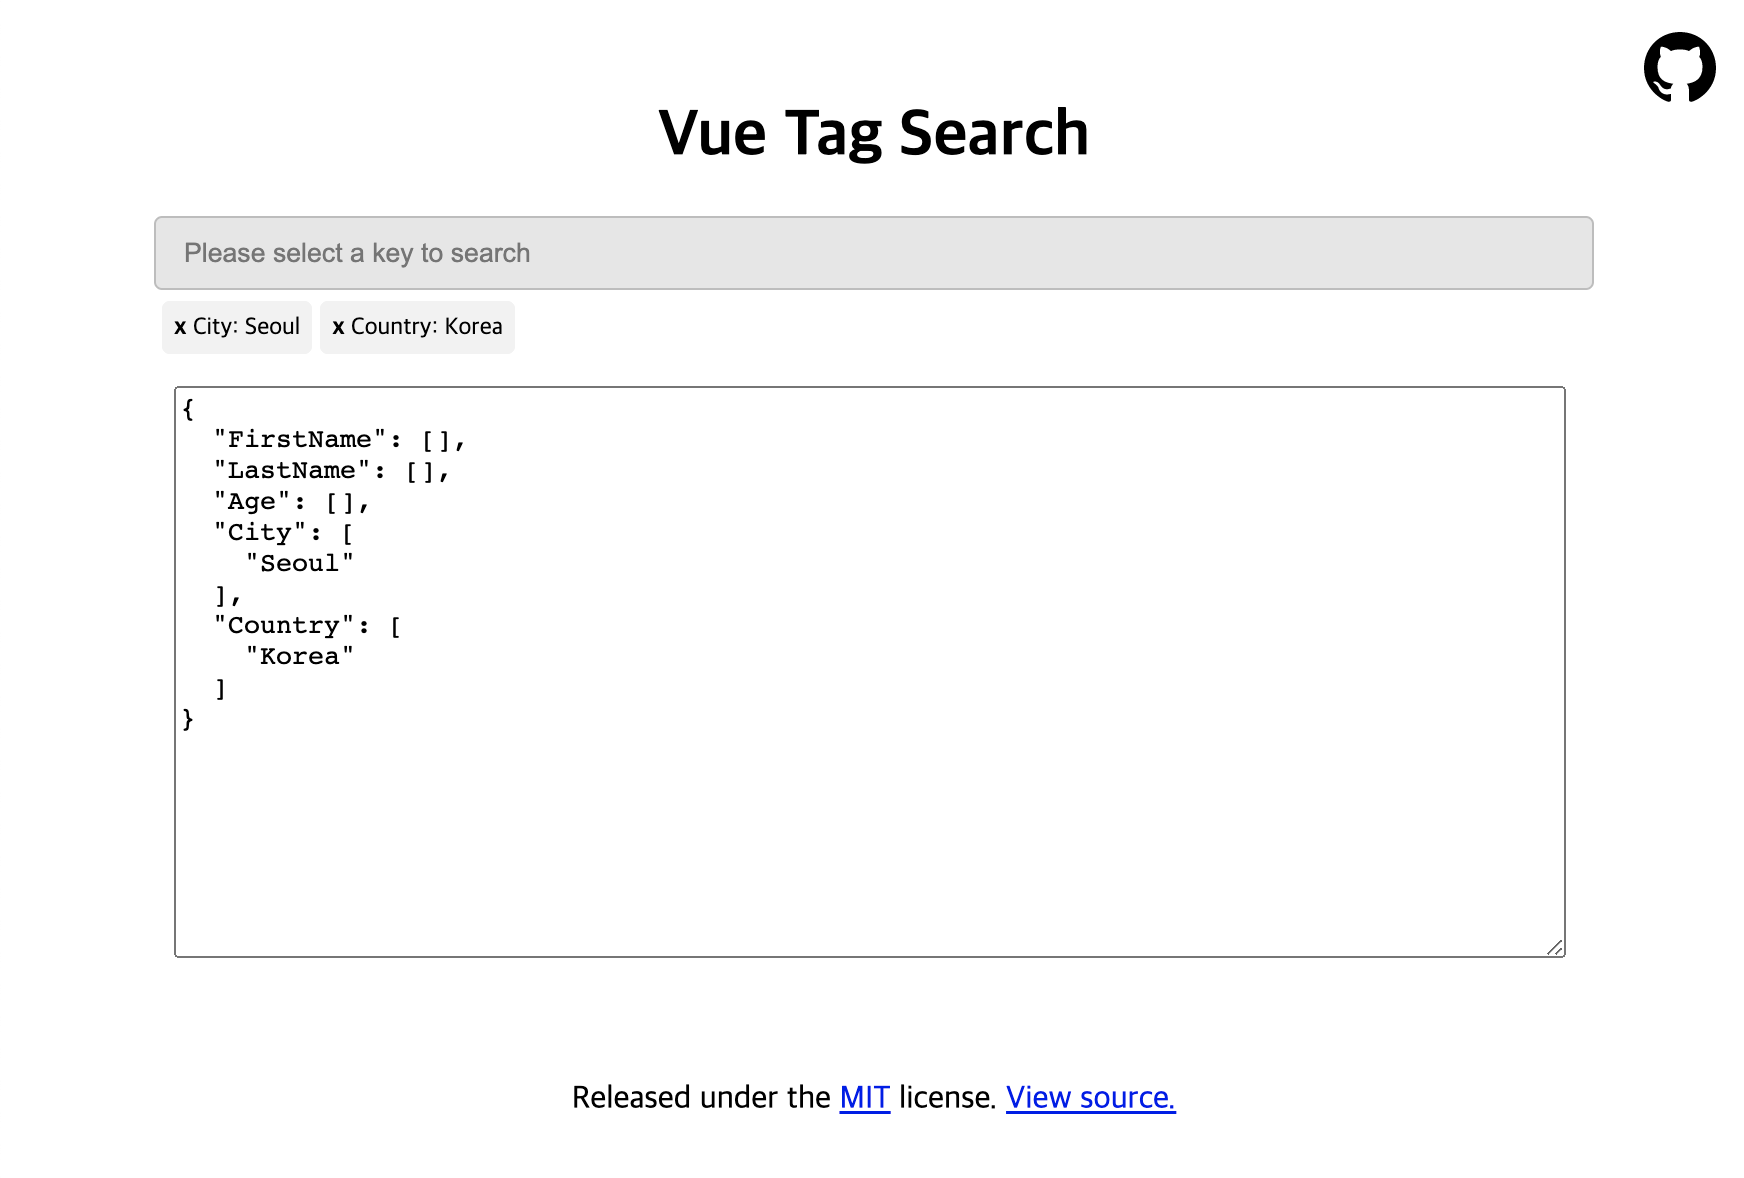 Vue Tag Search
Please select a key to search
x City: Seoul x Country: Korea
{
  "FirstName": [],
  "LastName": [],
  "Age": [],
  "City": [
    "Seoul"
  ],
  "Country": [
    "Korea"
  ]
}
Released under the MIT license. View source.